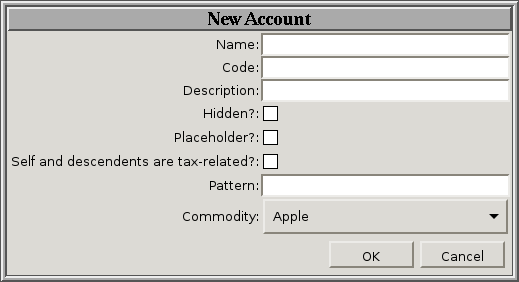 New Account
Name:
Code:
Description:
Hidden?:
Placeholder?:
Self and descendents are tax-related?:
Pattern:
Commodity: Apple
OK Cancel